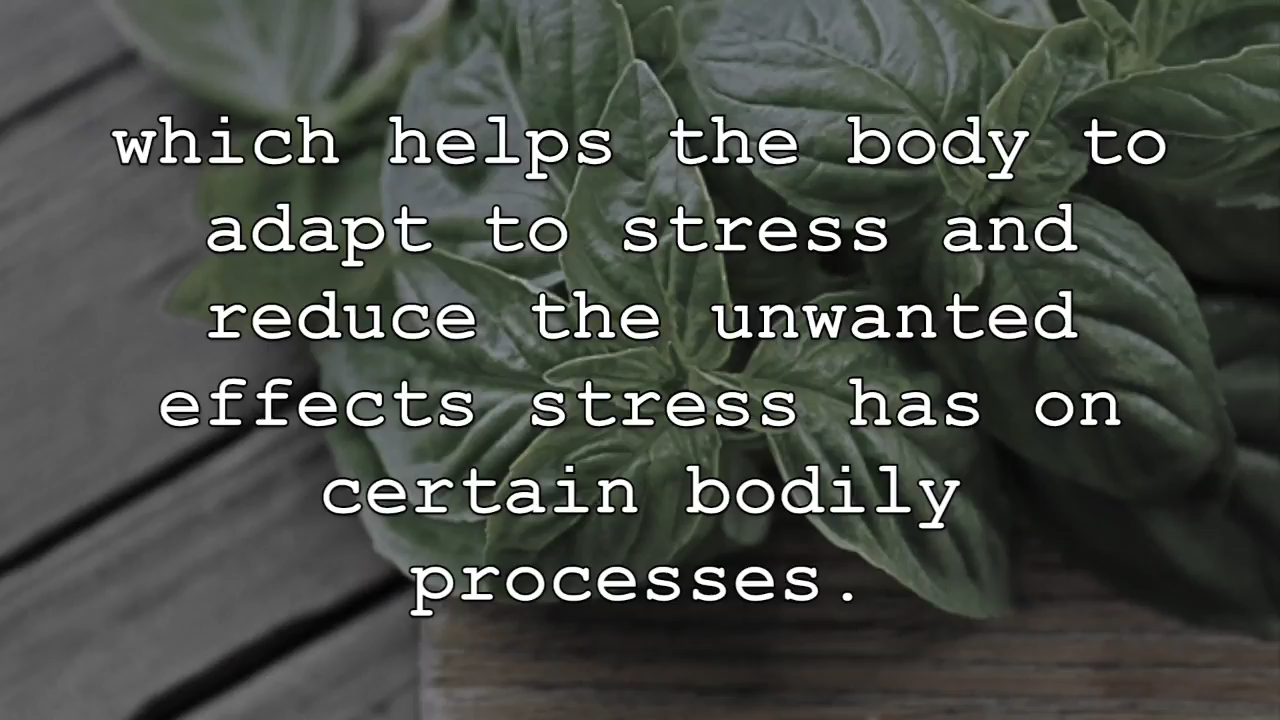 which helps the body to
adapt to stress and
reduce the unwanted
effects stress has on
certain bodily
processes.